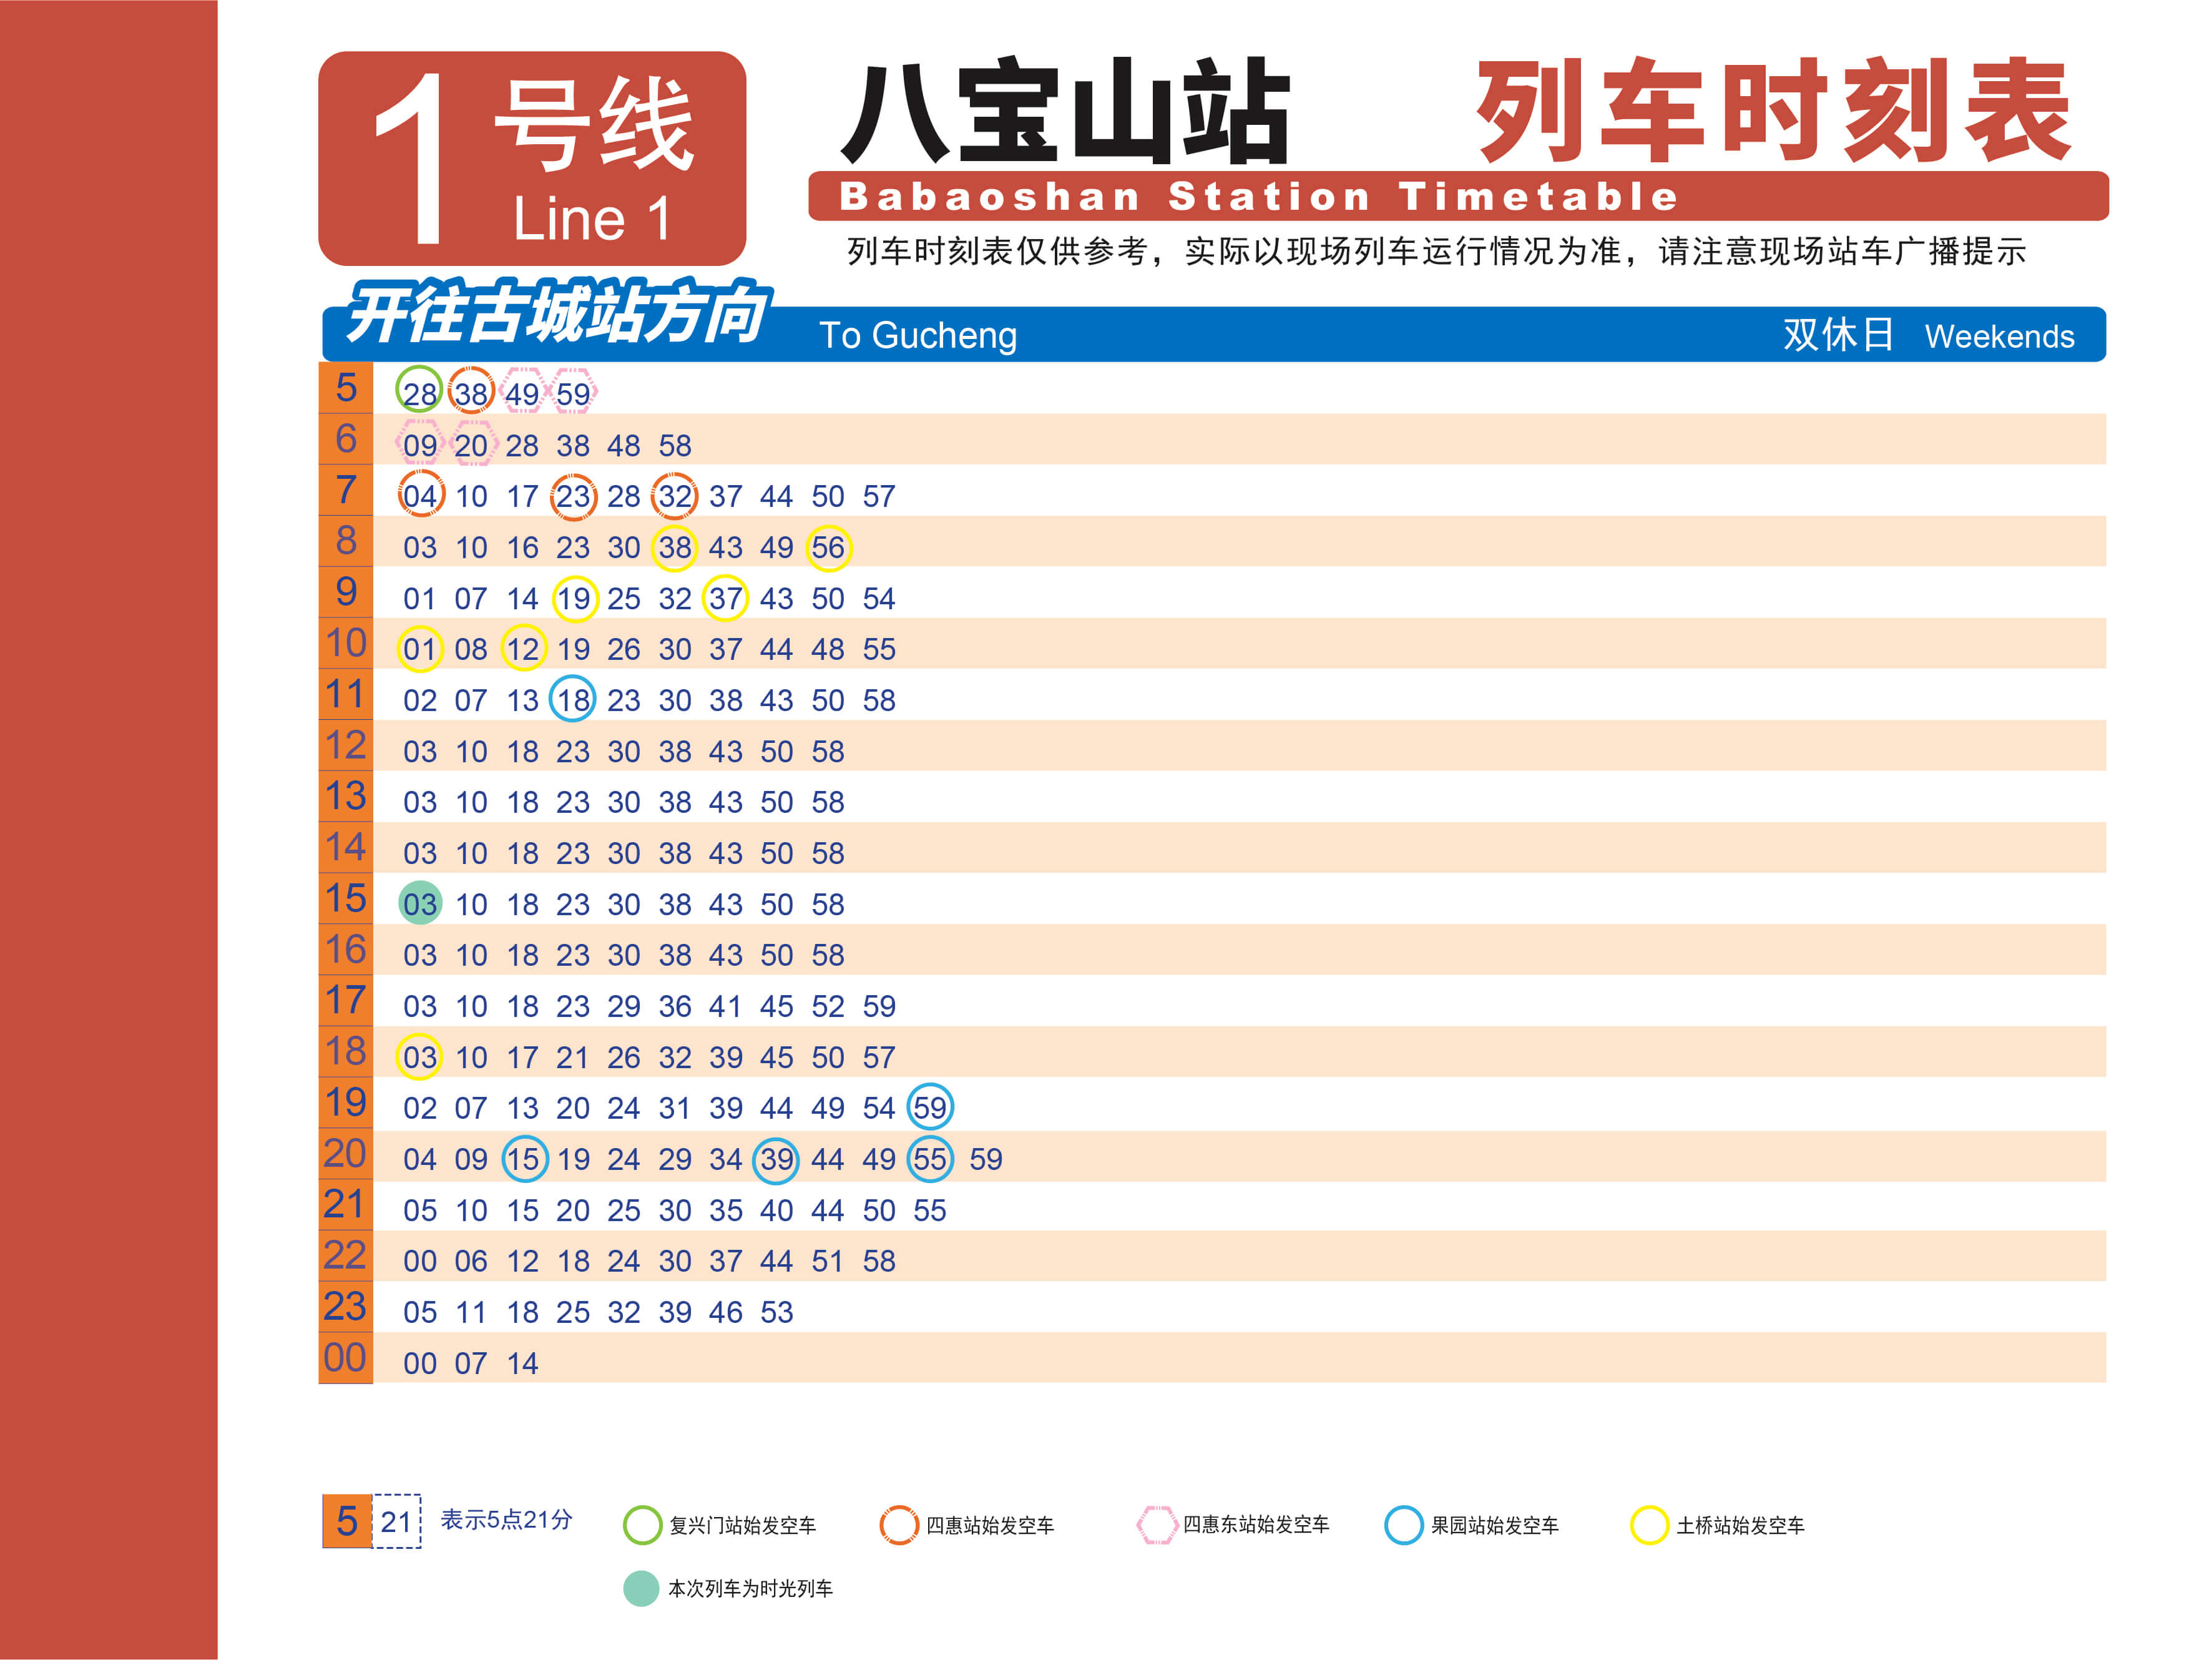 1 号线
Line 1
八宝山站 列车时刻表
Babaoshan Station Timetable
列车时刻表仅供参考，实际以现场列车运行情况为准，请注意现场站车广播提示
开往古城站方向 To Gucheng 双休日 Weekends
5 28 38 49 59
6 09 20 28 38 48 58
7 04 10 17 23 28 32 37 44 50 57
8 03 10 16 23 30 38 43 49 56
9 01 07 14 19 25 32 37 43 50 54
10 01 08 12 19 26 30 37 44 48 55
11 02 07 13 18 23 30 38 43 50 58
12 03 10 18 23 30 38 43 50 58
13 03 10 18 23 30 38 43 50 58
14 03 10 18 23 30 38 43 50 58
15 03 10 18 23 30 38 43 50 58
16 03 10 18 23 30 38 43 50 58
17 03 10 18 23 29 36 41 45 52 59
18 03 10 17 21 26 32 39 45 50 57
19 02 07 13 20 24 31 39 44 49 54 59
20 04 09 15 19 24 29 34 39 44 49 55 59
21 05 10 15 20 25 30 35 40 44 50 55
22 00 06 12 18 24 30 37 44 51 58
23 05 11 18 25 32 39 46 53
00 00 07 14
5 21 表示5点21分 复兴门站始发空车 四惠站始发空车 四惠东站始发空车 果园站始发空车 土桥站始发空车
本次列车为时光列车